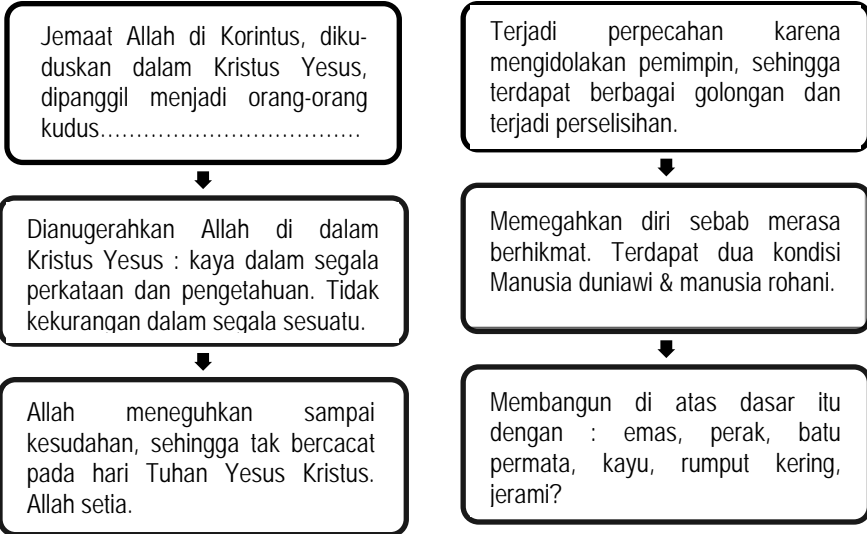 Jemaat Allah di Korintus, diku-
duskan dalam Kristus Yesus,
dipanggil menjadi orang-orang
kudus………………………………
Dianugerahkan Allah di dalam
Kristus Yesus : kaya dalam segala
perkataan dan pengetahuan. Tidak
kekurangan dalam segala sesuatu.
Allah meneguhkan sampai
kesudahan, sehingga tak bercacat
pada hari Tuhan Yesus Kristus.
Allah setia.
Terjadi perpecahan karena
mengidolakan pemimpin, sehingga
terdapat berbagai golongan dan
terjadi perselisihan.
Memegahkan diri sebab merasa
berhikmat. Terdapat dua kondisi
Manusia duniawi & manusia rohani.
Membangun di atas dasar itu
dengan : emas, perak, batu
permata, kayu, rumput kering,
jerami?